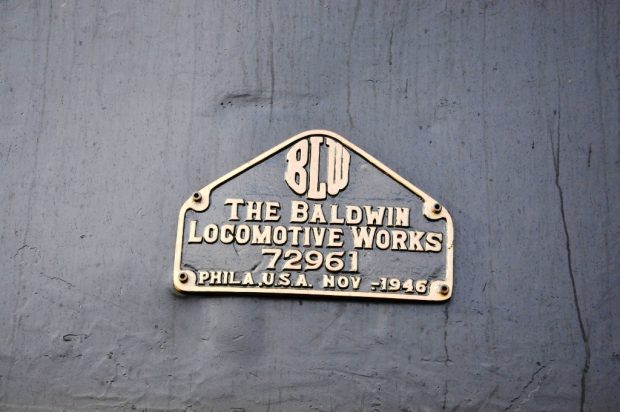 BLW
THE BALDWIN
LOCOMOTIVE WORKS
72961
PHILA, U.S.A. NOV -1946